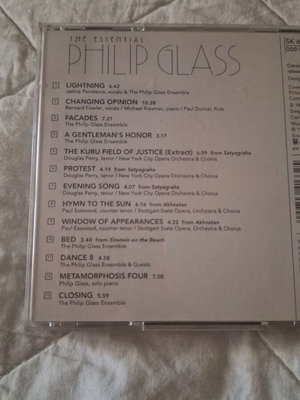 THE ESSENTIAL
PHILIP GLASS
1 LIGHTNING 6.43
Janice Pendarvis, vocals & The Philip Glass Ensemble
2 CHANGING OPINION 10.38
Bernard Fowler, vocals / Michael Riesman, piano / Paul Dunkel, flute
3 FACADES 7.21
The Philip Glass Ensemble
4 A GENTLEMAN'S HONOR 3.17
The Philip Glass Ensemble
5 THE KURU FIELD OF JUSTICE (Extract) 6.09 from Satyagraha
Douglas Perry, tenor / New York City Opera Orchestra & Chorus
6 PROTEST 4.19 from Satyagraha
Douglas Perry, tenor / New York City Opera Orchestra & Chorus
7 EVENING SONG 6.07 from Satyagraha
Douglas Perry, tenor / New York City Opera Orchestra & Chorus
8 HYMN TO THE SUN 6.16 from Akhnaten
Paul Esswood, counter tenor / Stuttgart State Opera, Orchestra & Chorus
9 WINDOW OF APPEARANCES 4.32 from Akhnaten
Paul Esswood, counter tenor / Stuttgart State Opera, Orchestra & Chorus
10 BED 3.40 from Einstein on the Beach
The Philip Glass Ensemble
11 DANCE 8 4.58
The Philip Glass Ensemble & Guests
12 METAMORPHOSIS FOUR 7:00
Philip Glass, solo piano
13 CLOSING 5.59
The Philip Glass Ensemble